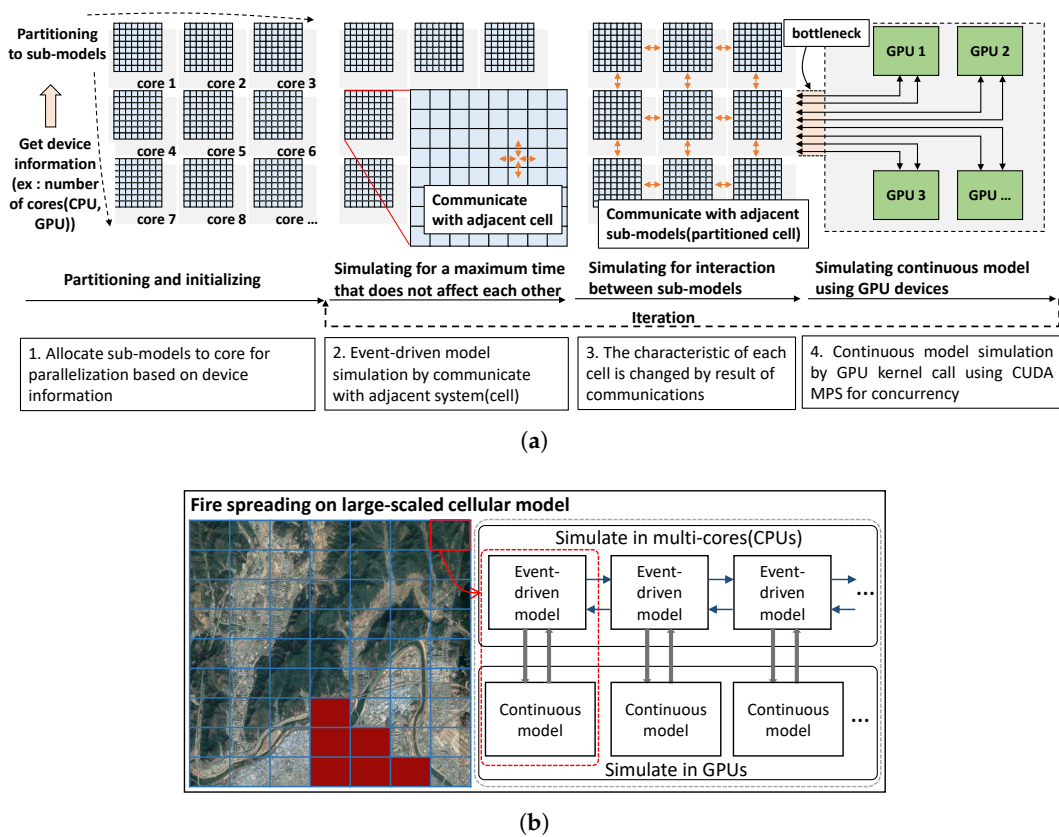 Partitioning
to sub-models
Get device
information
(ex : number
of cores(CPU,
GPU))
core 1
core 2
core 3
core 4
core 5
core 6
core 7
core 8
core ...
Communicate
with adjacent cell
Communicate with adjacent
sub-models(partitioned cell)
bottleneck
GPU 1
GPU 2
GPU 3
GPU ...
Partitioning and initializing
Simulating for a maximum time
that does not affect each other
Simulating for interaction
between sub-models
Simulating continuous model
using GPU devices
Iteration
1. Allocate sub-models to core for
parallelization based on device
information
2. Event-driven model
simulation by communicate
with adjacent system(cell)
3. The characteristic of each
cell is changed by result of
communications
4. Continuous model simulation
by GPU kernel call using CUDA
MPS for concurrency
(a)
Fire spreading on large-scaled cellular model
Simulate in multi-cores(CPUs)
Event-
driven
model
Event-
driven
model
Event-
driven
model
...
Continuous
model
Continuous
model
Continuous
model
...
Simulate in GPUs
(b)